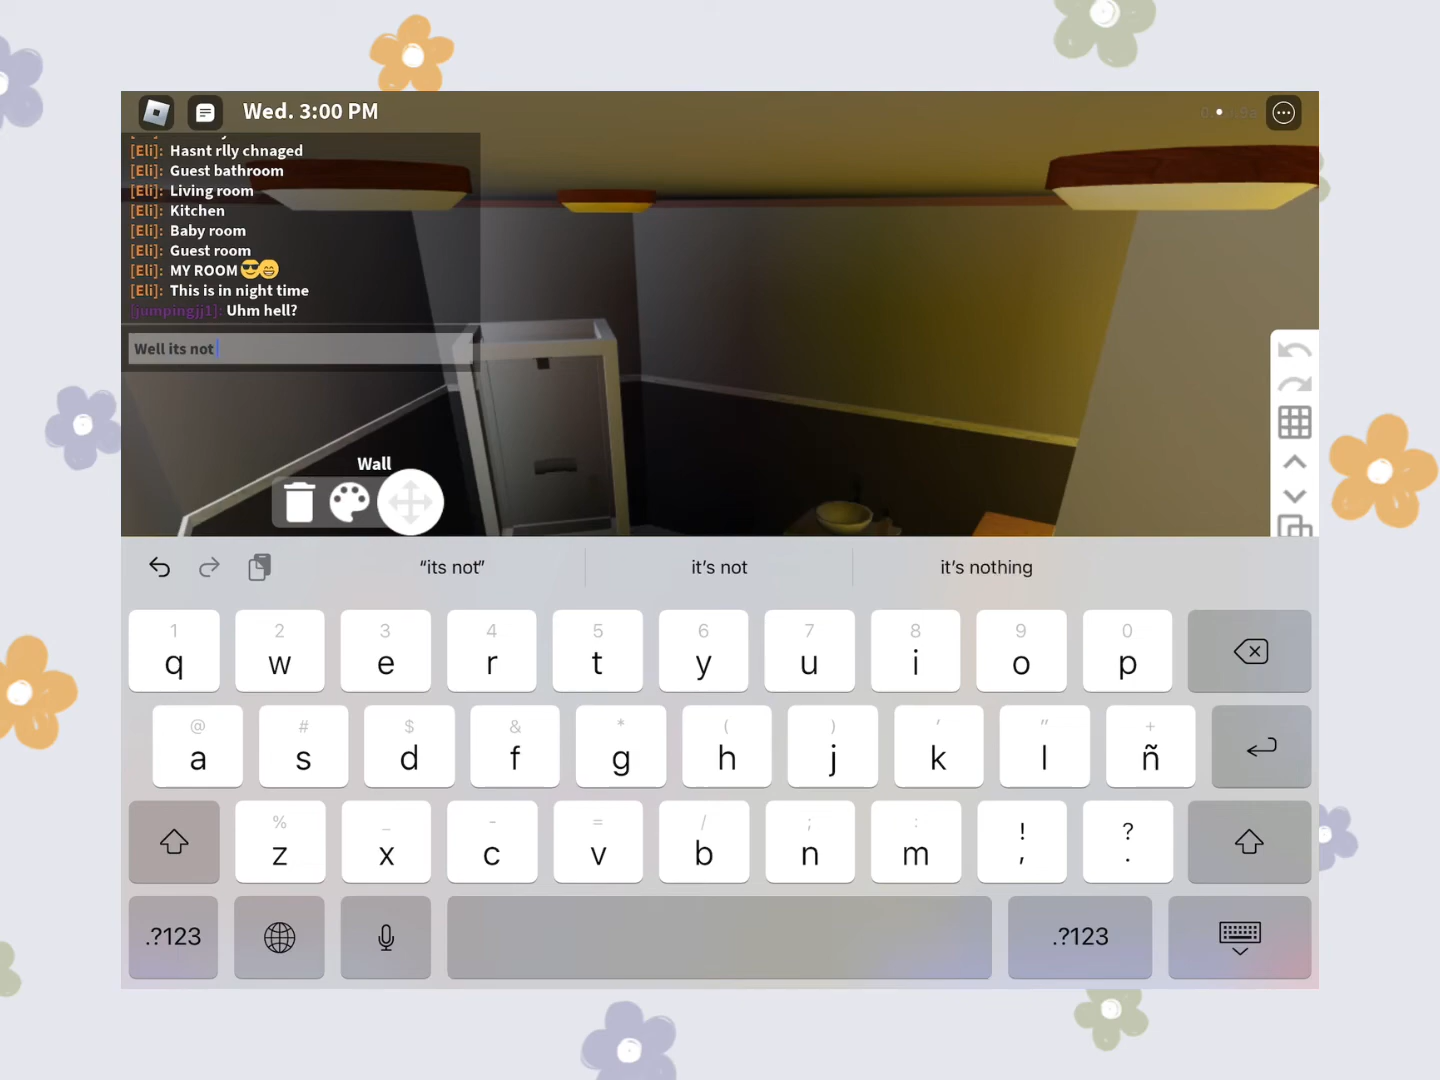 Wed. 3:00 PM
[Eli]: Hasnt rlly chnaged
[Eli]: Guest bathroom
[Eli]: Living room
[Eli]: Kitchen
[Eli]: Baby room
[Eli]: Guest room
[Eli]: MY ROOM 😎😁
[Eli]: This is in night time
[jumpingjj1]: Uhm hell?
Well its not
Wall
“its not” it’s not it’s nothing
1 2 3 4 5 6 7 8 9 0
q w e r t y u i o p
@ # $ & * ( ) ' " +
a s d f g h j k l ñ
% _ - = / ; : ! ?
z x c v b n m , .
.?123 .?123